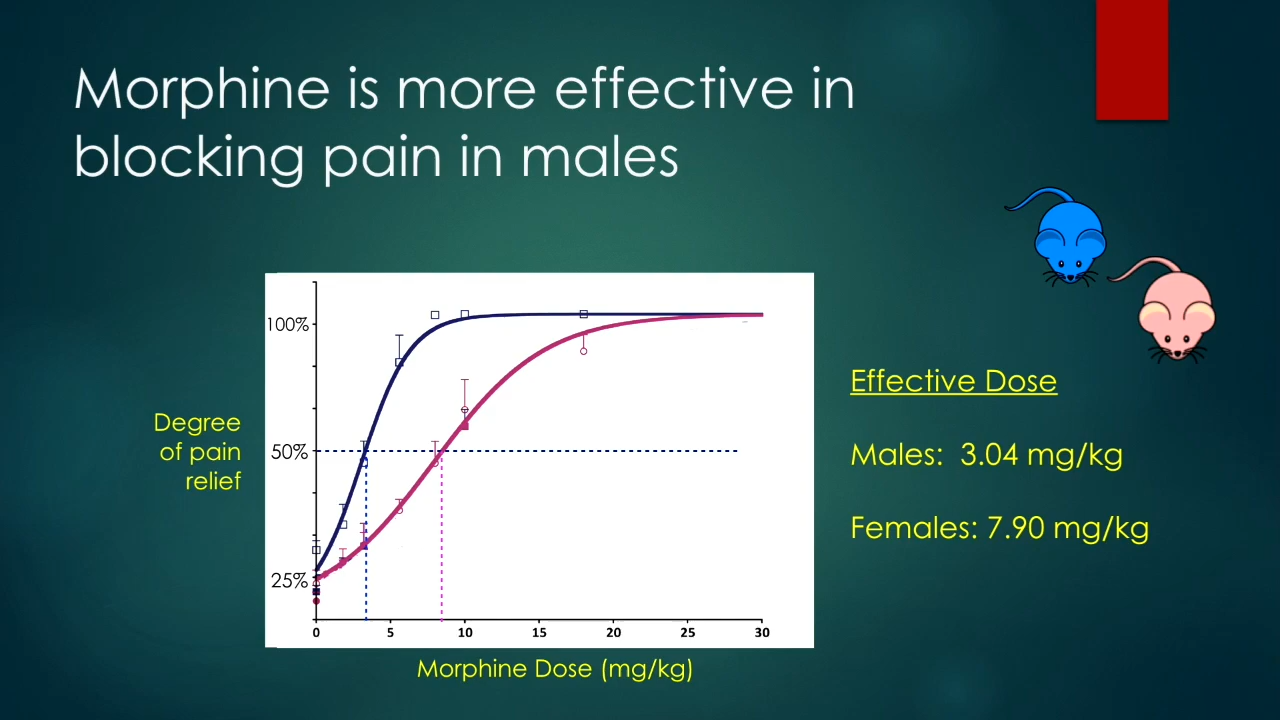 Morphine is more effective in
blocking pain in males
100%
50%
25%
Degree
of pain
relief
0 5 10 15 20 25 30
Morphine Dose (mg/kg)
Effective Dose
Males: 3.04 mg/kg
Females: 7.90 mg/kg